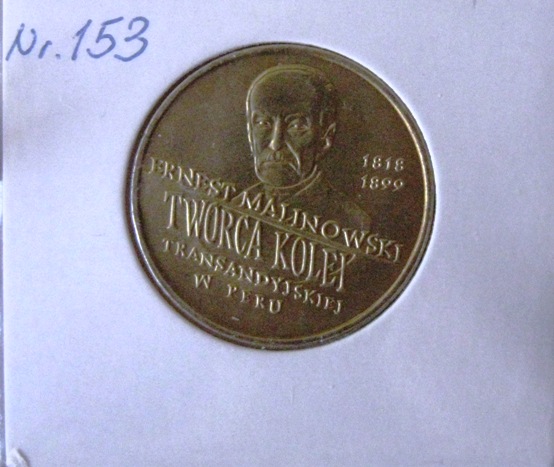 Nr. 153
1818
1899
ERNEST MALINOWSKI
TWÓRCA KOLEI
TRANSANDYJSKIEJ
W PERU